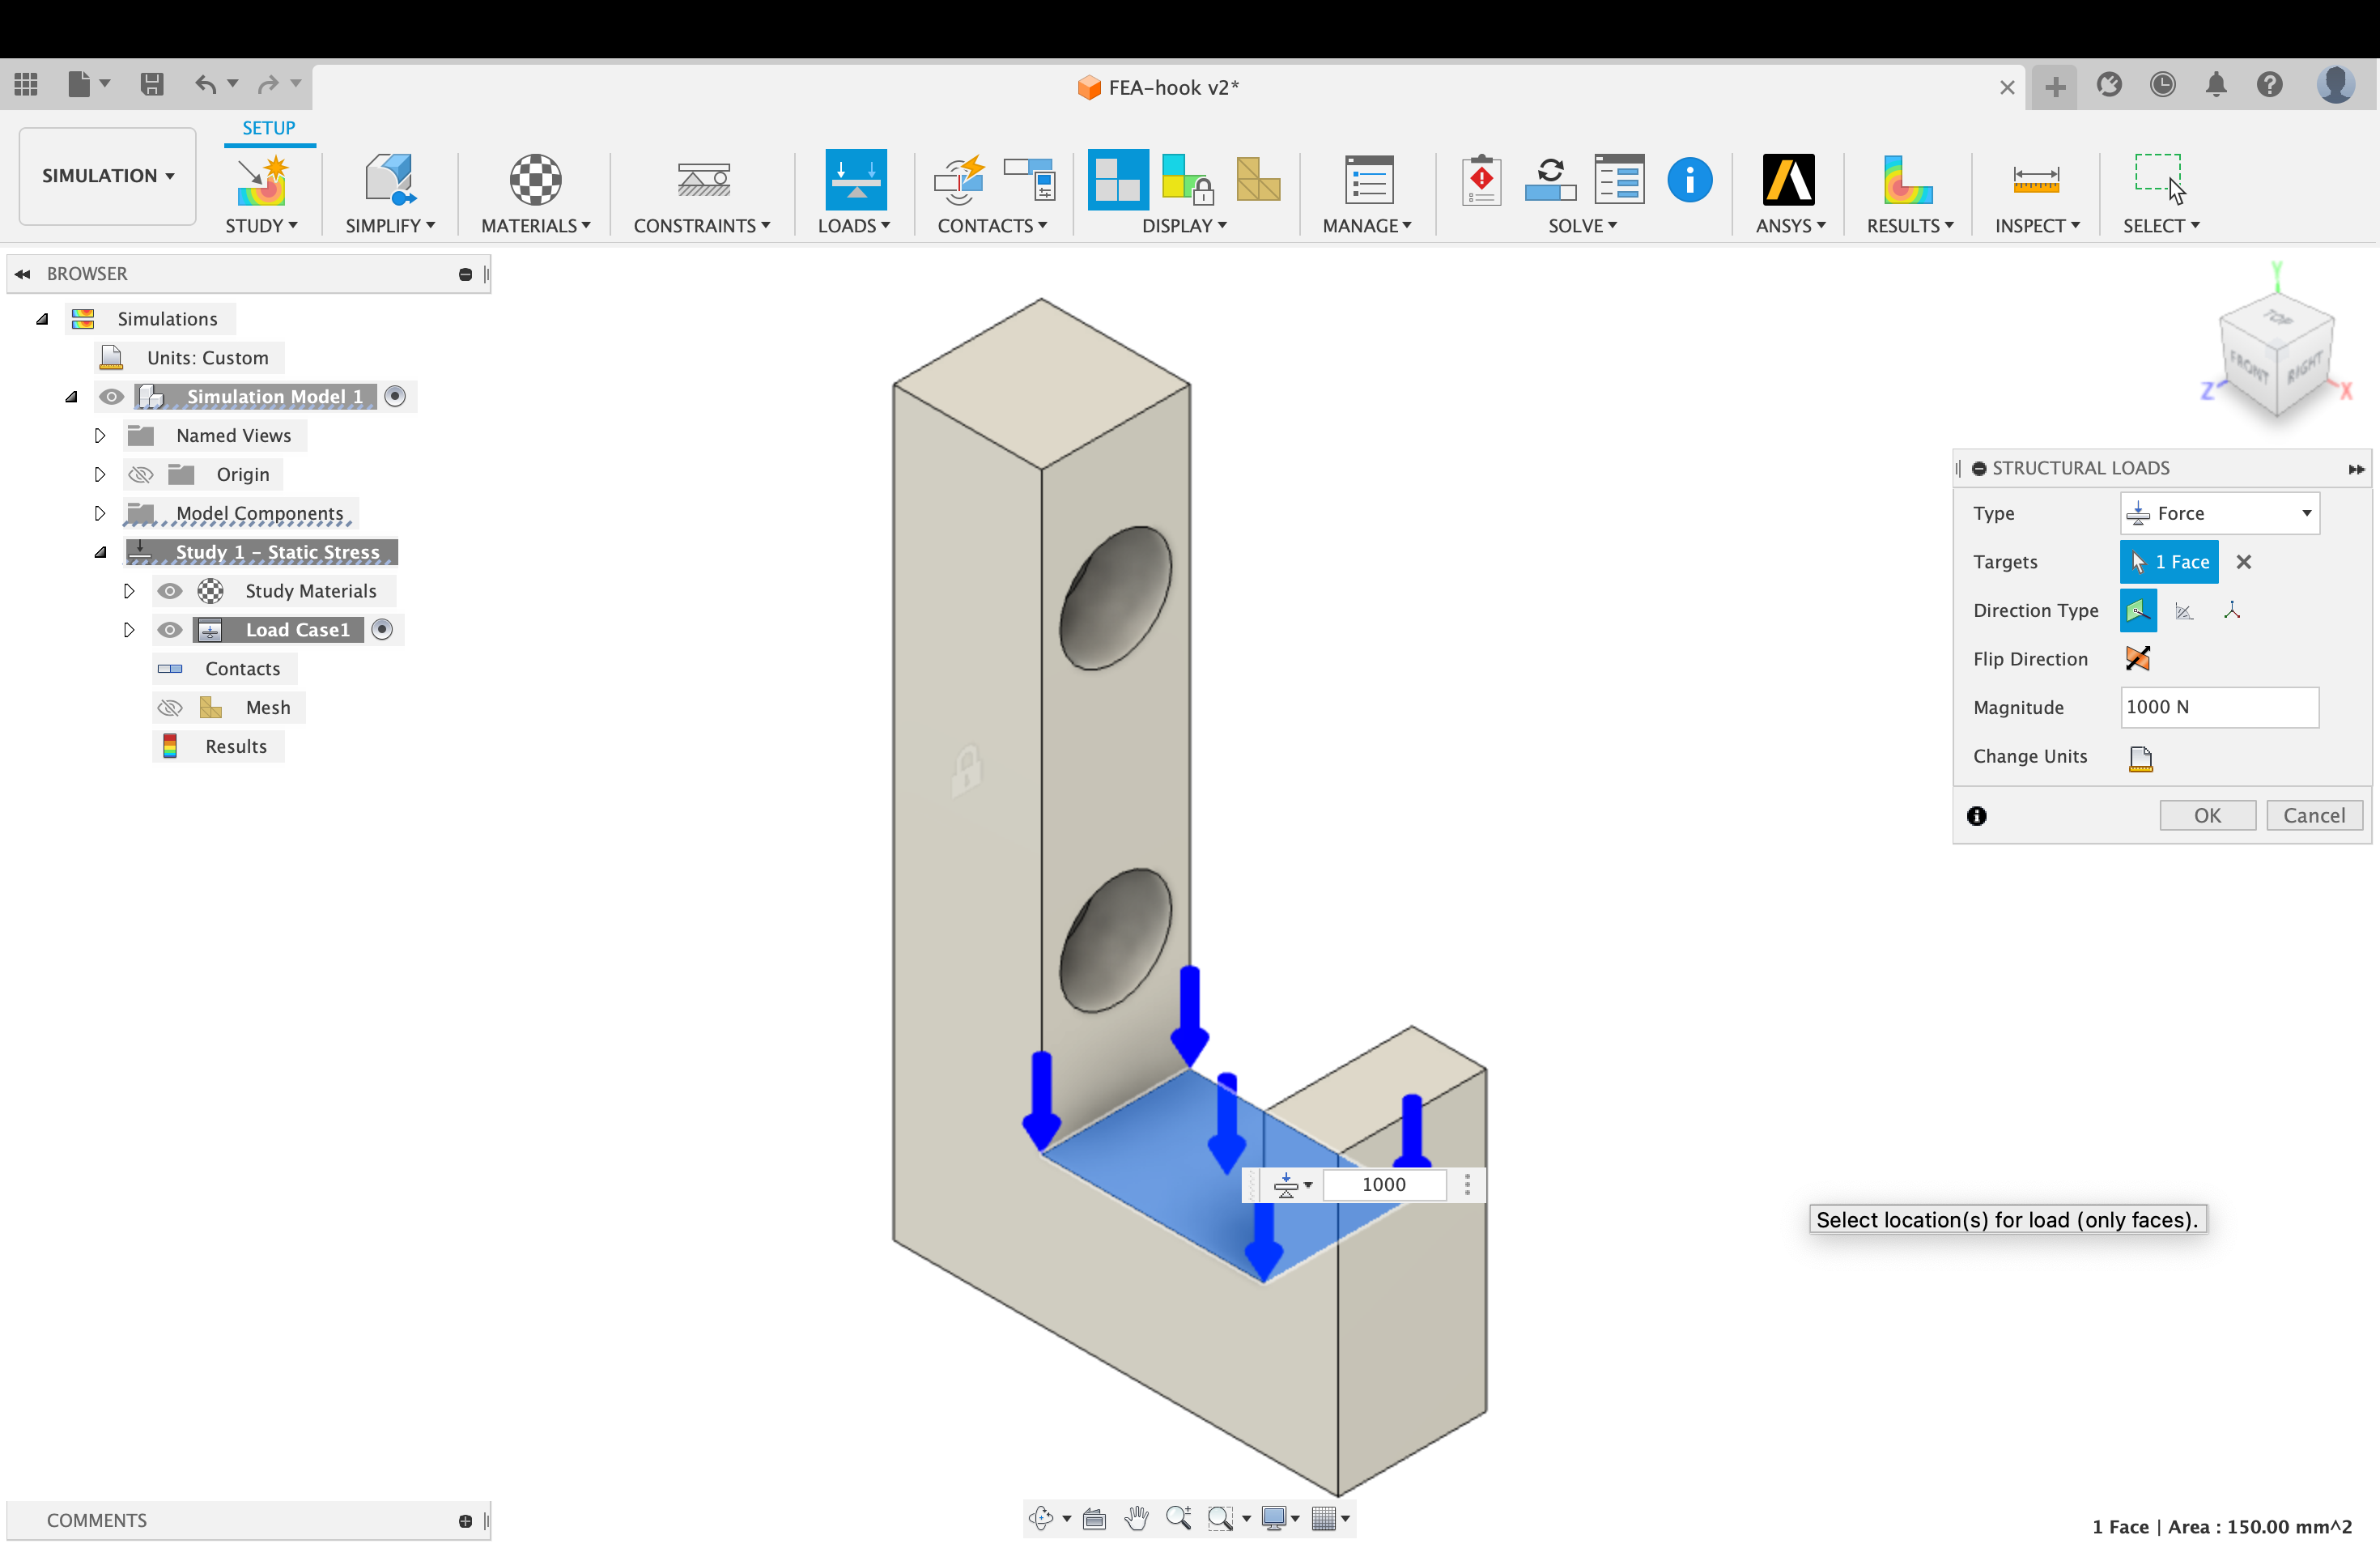 FEA-hook v2*
SETUP
SIMULATION
STUDY
SIMPLIFY
MATERIALS
CONSTRAINTS
LOADS
CONTACTS
DISPLAY
MANAGE
SOLVE
ANSYS
RESULTS
INSPECT
SELECT
BROWSER
Simulations
Units: Custom
Simulation Model 1
Named Views
Origin
Model Components
Study 1 - Static Stress
Study Materials
Load Case1
Contacts
Mesh
Results
Y
TOP
FRONT
RIGHT
Z
X
STRUCTURAL LOADS
Type
Force
Targets
1 Face
Direction Type
Flip Direction
Magnitude
1000 N
Change Units
OK
Cancel
1000
Select location(s) for load (only faces).
COMMENTS
1 Face | Area : 150.00 mm^2